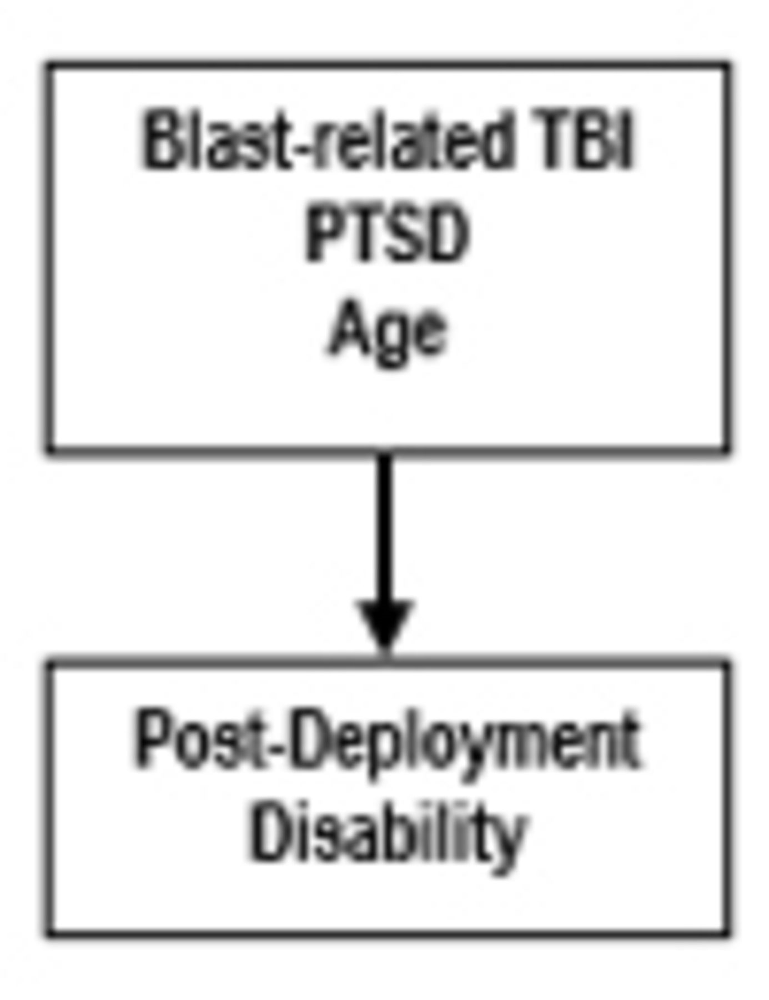 Blast-related TBI
PTSD
Age
Post-Deployment
Disability